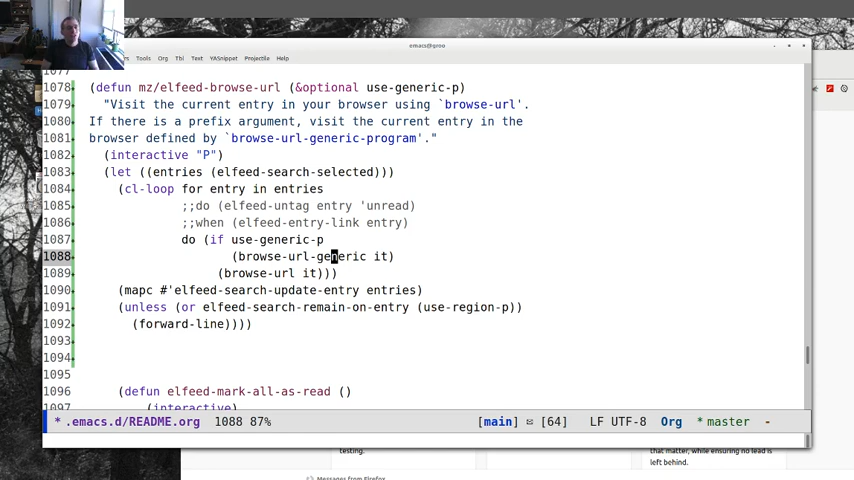 emacs@groo
Tools Org Tbl Text YASnippet Projectile Help
1077
1078 (defun mz/elfeed-browse-url (&optional use-generic-p)
1079 "Visit the current entry in your browser using `browse-url'.
1080 If there is a prefix argument, visit the current entry in the
1081 browser defined by `browse-url-generic-program'."
1082 (interactive "P")
1083 (let ((entries (elfeed-search-selected)))
1084 (cl-loop for entry in entries
1085 ;;do (elfeed-untag entry 'unread)
1086 ;;when (elfeed-entry-link entry)
1087 do (if use-generic-p
1088 (browse-url-generic it)
1089 (browse-url it)))
1090 (mapc #'elfeed-search-update-entry entries)
1091 (unless (or elfeed-search-remain-on-entry (use-region-p))
1092 (forward-line))))
1093
1094
1095
1096 (defun elfeed-mark-all-as-read ()
1097 (interactive)
* .emacs.d/README.org 1088 87% [main] ✉ [64] LF UTF-8 Org * master -
testing.
that matter, while ensuring no lead is
left behind.
Messages from Firefox